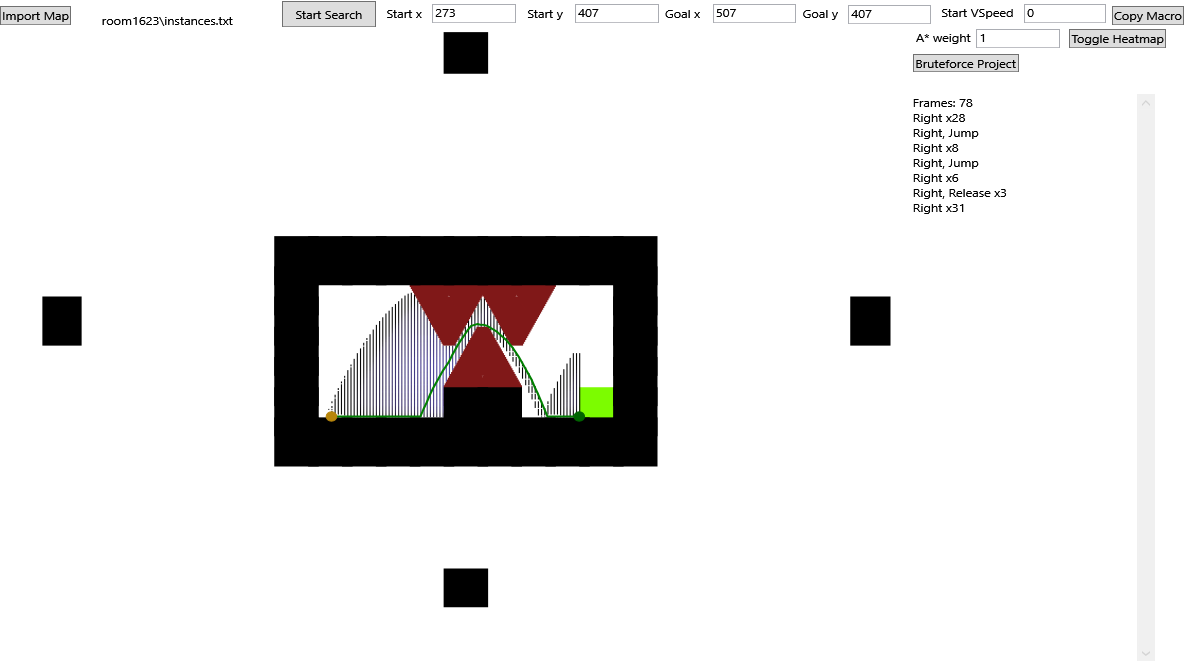 Import Map
room1623\instances.txt
Start Search
Start x 273
Start y 407
Goal x 507
Goal y 407
Start VSpeed 0
Copy Macro
A* weight 1
Toggle Heatmap
Bruteforce Project
Frames: 78
Right x28
Right, Jump
Right x8
Right, Jump
Right x6
Right, Release x3
Right x31